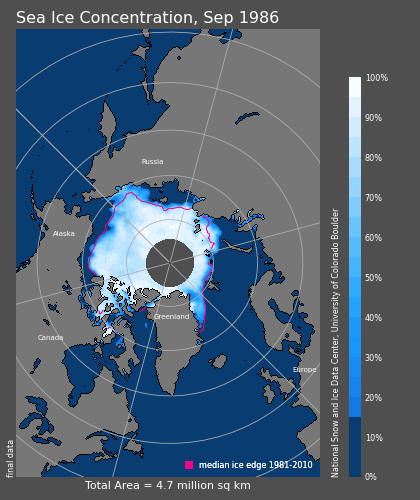 Sea Ice Concentration, Sep 1986
Russia
Alaska
Greenland
Canada
Europe
median ice edge 1981-2010
Total Area = 4.7 million sq km
final data
National Snow and Ice Data Center, University of Colorado Boulder
100%
90%
80%
70%
60%
50%
40%
30%
20%
10%
0%